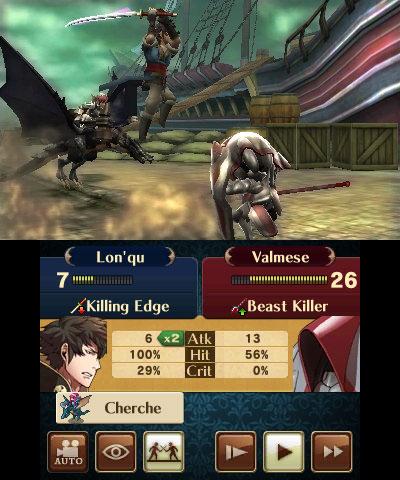 Lon'qu Valmese
7 26
Killing Edge Beast Killer
6 x2 Atk 13
100% Hit 56%
29% Crit 0%
Cherche
AUTO